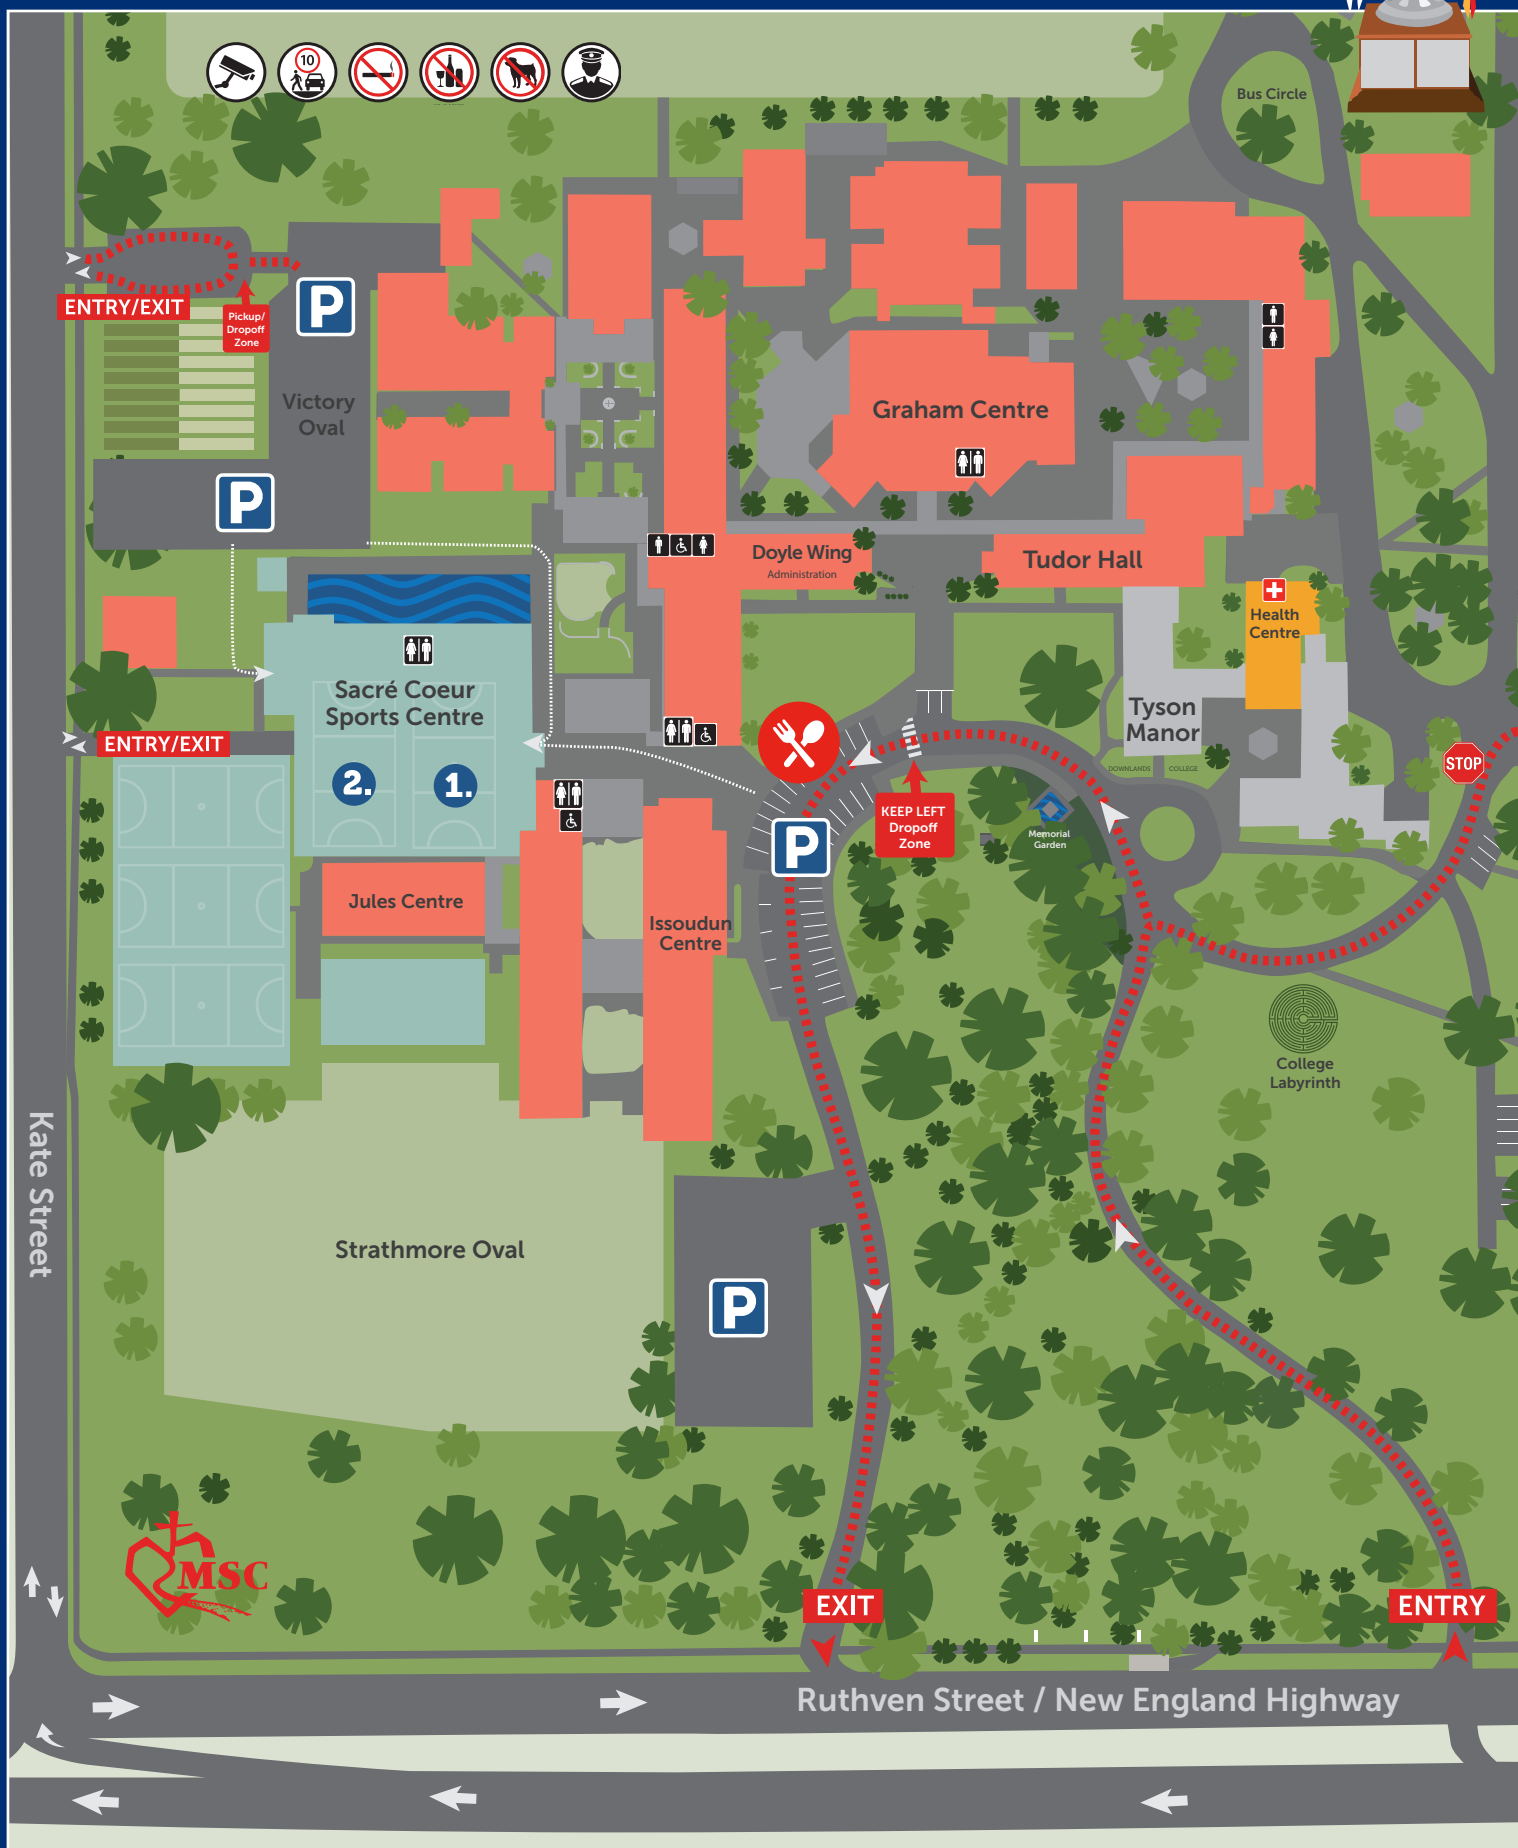 10
Bus Circle
ENTRY/EXIT
Pickup/
Dropoff
Zone
P
Victory
Oval
P
Graham Centre
Doyle Wing
Administration
Tudor Hall
Health
Centre
Sacré Coeur
Sports Centre
Tyson
Manor
ENTRY/EXIT
DOWNLANDS COLLEGE
STOP
2.
1.
KEEP LEFT
Dropoff
Zone
Memorial
Garden
P
Jules Centre
Issoudun
Centre
College
Labyrinth
Kate Street
Strathmore Oval
P
MSC
EXIT
ENTRY
Ruthven Street / New England Highway